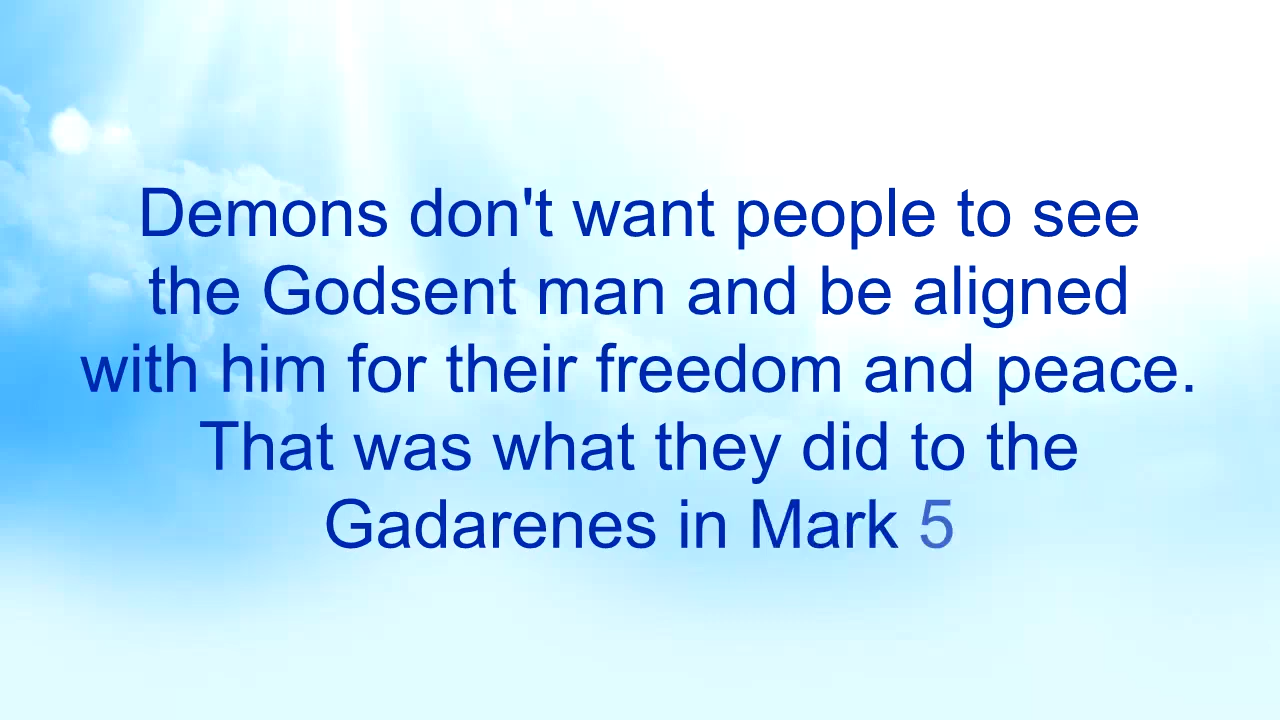 Demons don't want people to see
the Godsent man and be aligned
with him for their freedom and peace.
That was what they did to the
Gadarenes in Mark 5